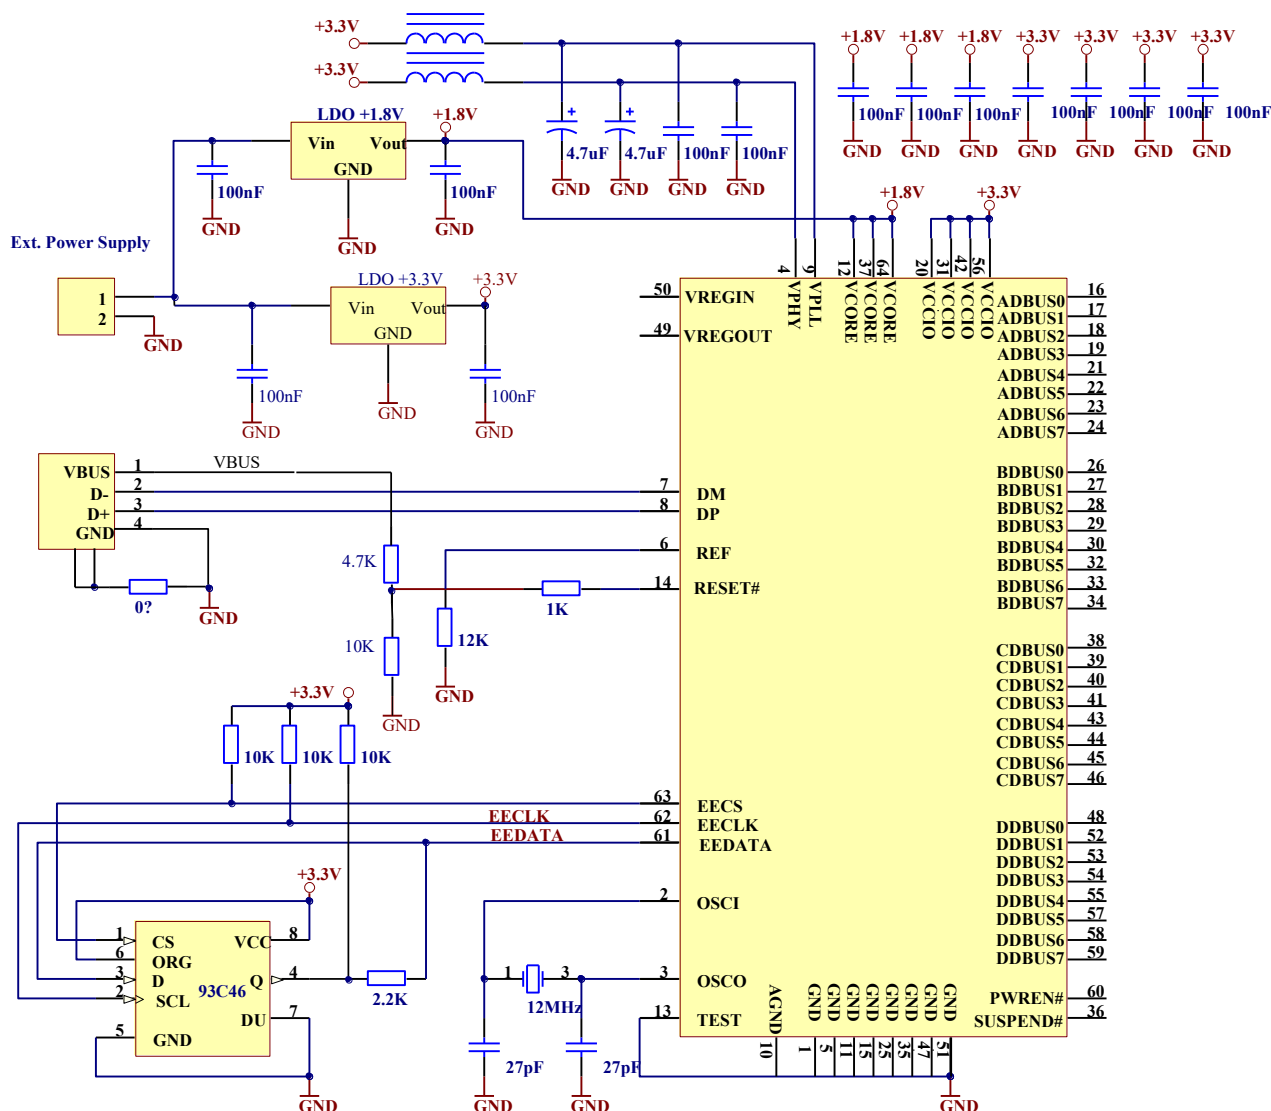 +3.3V
+3.3V
+1.8V +1.8V +1.8V +3.3V +3.3V +3.3V +3.3V
100nF 100nF 100nF 100nF 100nF 100nF 100nF
GND GND GND GND GND GND GND
4.7uF 4.7uF 100nF 100nF
GND GND GND GND
LDO +1.8V
+1.8V
Vin Vout
GND
100nF
100nF
GND
GND
GND
Ext. Power Supply
1
2
GND
LDO +3.3V
+3.3V
Vin Vout
GND
100nF
100nF
GND
GND
GND
+1.8V
+3.3V
4 9 12 37 64 20 31 42 56
VPHY VPLL VCORE VCORE VCORE VCCIO VCCIO VCCIO VCCIO
50 VREGIN
49 VREGOUT
ADBUS0 16
ADBUS1 17
ADBUS2 18
ADBUS3 19
ADBUS4 21
ADBUS5 22
ADBUS6 23
ADBUS7 24
VBUS 1 VBUS
D- 2
D+ 3
GND 4
0?
GND
7 DM
8 DP
6 REF
14 RESET#
4.7K
1K
10K
12K
GND
GND
BDBUS0 26
BDBUS1 27
BDBUS2 28
BDBUS3 29
BDBUS4 30
BDBUS5 32
BDBUS6 33
BDBUS7 34
CDBUS0 38
CDBUS1 39
CDBUS2 40
CDBUS3 41
CDBUS4 43
CDBUS5 44
CDBUS6 45
CDBUS7 46
+3.3V
10K 10K 10K
63 EECS
EECLK 62 EECLK
EEDATA 61 EEDATA
DDBUS0 48
DDBUS1 52
DDBUS2 53
DDBUS3 54
DDBUS4 55
DDBUS5 57
DDBUS6 58
DDBUS7 59
+3.3V
1 CS VCC 8
6 ORG
3 D Q 4
2 SCL 93C46
DU 7
5 GND
2.2K
GND
2 OSCI
1 3
12MHz
3 OSCO
13 TEST
27pF 27pF
GND GND
PWREN# 60
SUSPEND# 36
AGND GND GND GND GND GND GND GND GND
10 1 5 11 15 25 35 47 51
GND